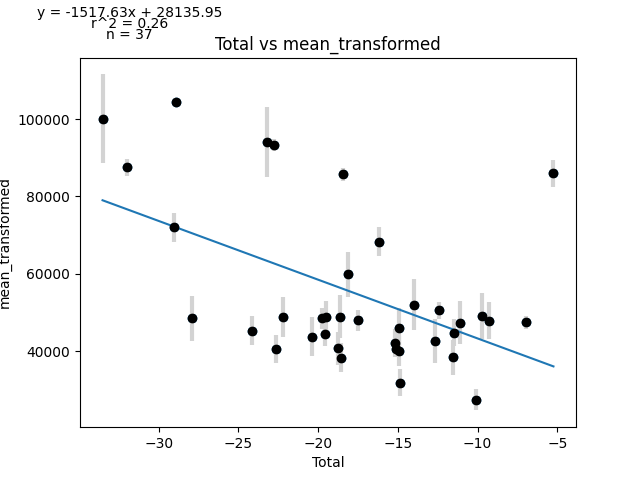 y = -1517.63x + 28135.95
r^2 = 0.26
n = 37
Total vs mean_transformed
mean_transformed
100000
80000
60000
40000
−30
−25
−20
−15
−10
−5
Total